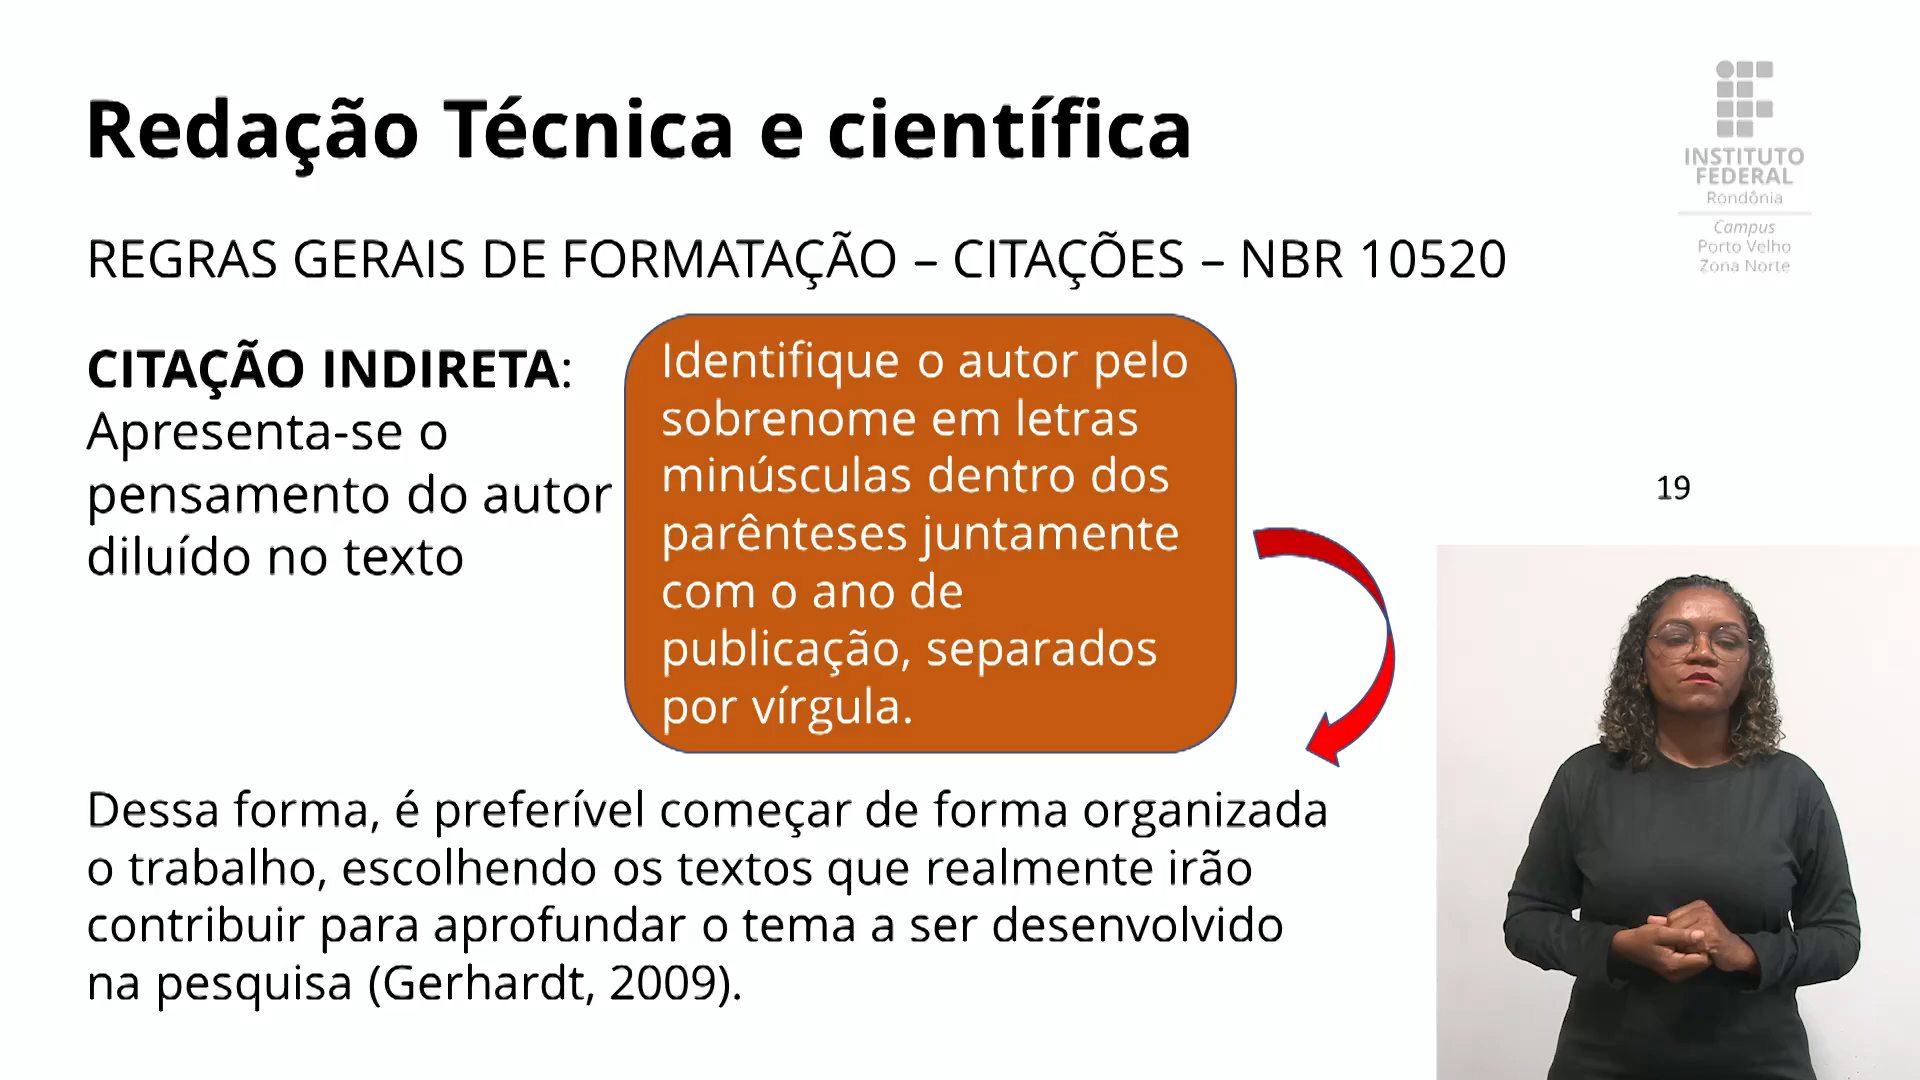 Redação Técnica e científica
INSTITUTO
FEDERAL
Rondônia
Campus
Porto Velho
Zona Norte
REGRAS GERAIS DE FORMATAÇÃO – CITAÇÕES – NBR 10520
CITAÇÃO INDIRETA:
Apresenta-se o
pensamento do autor
diluído no texto
Identifique o autor pelo
sobrenome em letras
minúsculas dentro dos
parênteses juntamente
com o ano de
publicação, separados
por vírgula.
19
Dessa forma, é preferível começar de forma organizada
o trabalho, escolhendo os textos que realmente irão
contribuir para aprofundar o tema a ser desenvolvido
na pesquisa (Gerhardt, 2009).